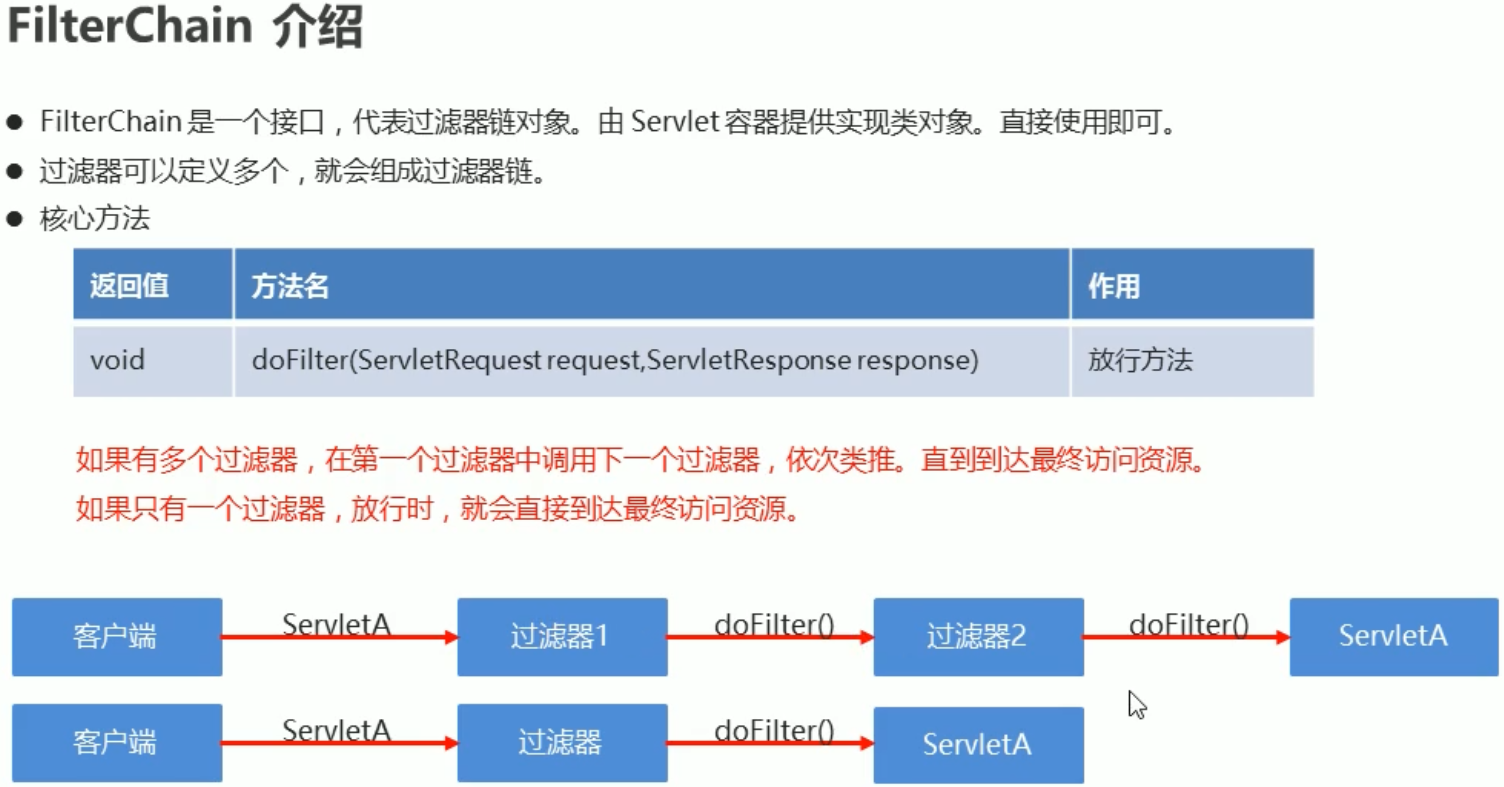 FilterChain 介绍
● FilterChain 是一个接口，代表过滤器链对象。由 Servlet 容器提供实现类对象。直接使用即可。
● 过滤器可以定义多个，就会组成过滤器链。
● 核心方法
返回值 方法名 作用
void doFilter(ServletRequest request,ServletResponse response) 放行方法
如果有多个过滤器，在第一个过滤器中调用下一个过滤器，依次类推。直到到达最终访问资源。
如果只有一个过滤器，放行时，就会直接到达最终访问资源。
客户端 ServletA 过滤器1 doFilter() 过滤器2 doFilter() ServletA
客户端 ServletA 过滤器 doFilter() ServletA